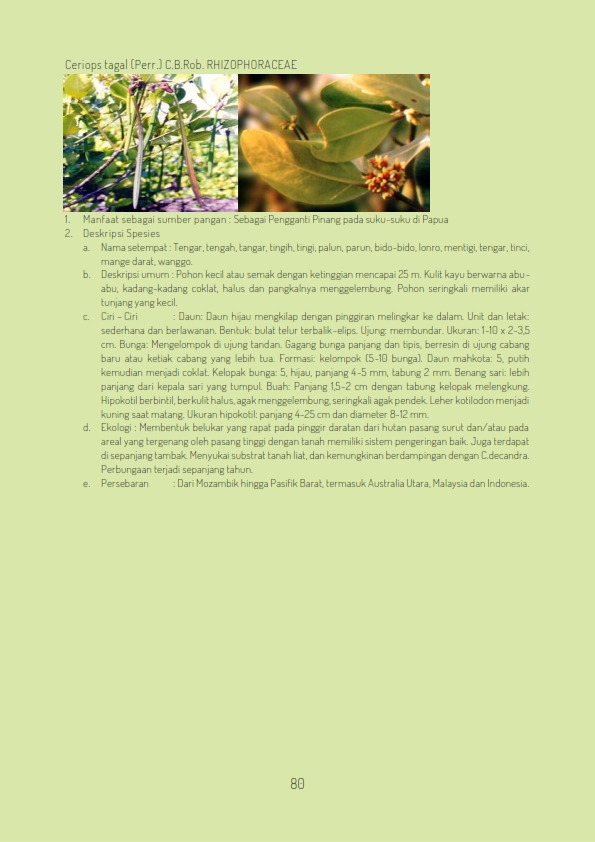 Ceriops tagal (Perr.) C.B.Rob. RHIZOPHORACEAE
1. Manfaat sebagai sumber pangan : Sebagai Pengganti Pinang pada suku-suku di Papua
2. Deskripsi Spesies
a. Nama setempat : Tengar, tengah, tangar, tingih, tingi, palun, parun, bido-bido, lonro, mentigi, tengar, tinci,
mange darat, wanggo.
b. Deskripsi umum : Pohon kecil atau semak dengan ketinggian mencapai 25 m. Kulit kayu berwarna abu-
abu, kadang-kadang coklat, halus dan pangkalnya menggelembung. Pohon seringkali memiliki akar
tunjang yang kecil.
c. Ciri - Ciri : Daun: Daun hijau mengkilap dengan pinggiran melingkar ke dalam. Unit dan letak:
sederhana dan berlawanan. Bentuk: bulat telur terbalik-elips. Ujung: membundar. Ukuran: 1-10 x 2-3,5
cm. Bunga: Mengelompok di ujung tandan. Gagang bunga panjang dan tipis, berresin di ujung cabang
baru atau ketiak cabang yang lebih tua. Formasi: kelompok (5-10 bunga). Daun mahkota: 5, putih
kemudian menjadi coklat. Kelopak bunga: 5, hijau, panjang 4-5 mm, tabung 2 mm. Benang sari: lebih
panjang dari kepala sari yang tumpul. Buah: Panjang 1,5-2 cm dengan tabung kelopak melengkung.
Hipokotil berbintil, berkulit halus, agak menggelembung, seringkali agak pendek. Leher kotilodon menjadi
kuning saat matang. Ukuran hipokotil: panjang 4-25 cm dan diameter 8-12 mm.
d. Ekologi : Membentuk belukar yang rapat pada pinggir daratan dari hutan pasang surut dan/atau pada
areal yang tergenang oleh pasang tinggi dengan tanah memiliki sistem pengeringan baik. Juga terdapat
di sepanjang tambak. Menyukai substrat tanah liat, dan kemungkinan berdampingan dengan C.decandra.
Perbungaan terjadi sepanjang tahun.
e. Persebaran : Dari Mozambik hingga Pasifik Barat, termasuk Australia Utara, Malaysia dan Indonesia.
80